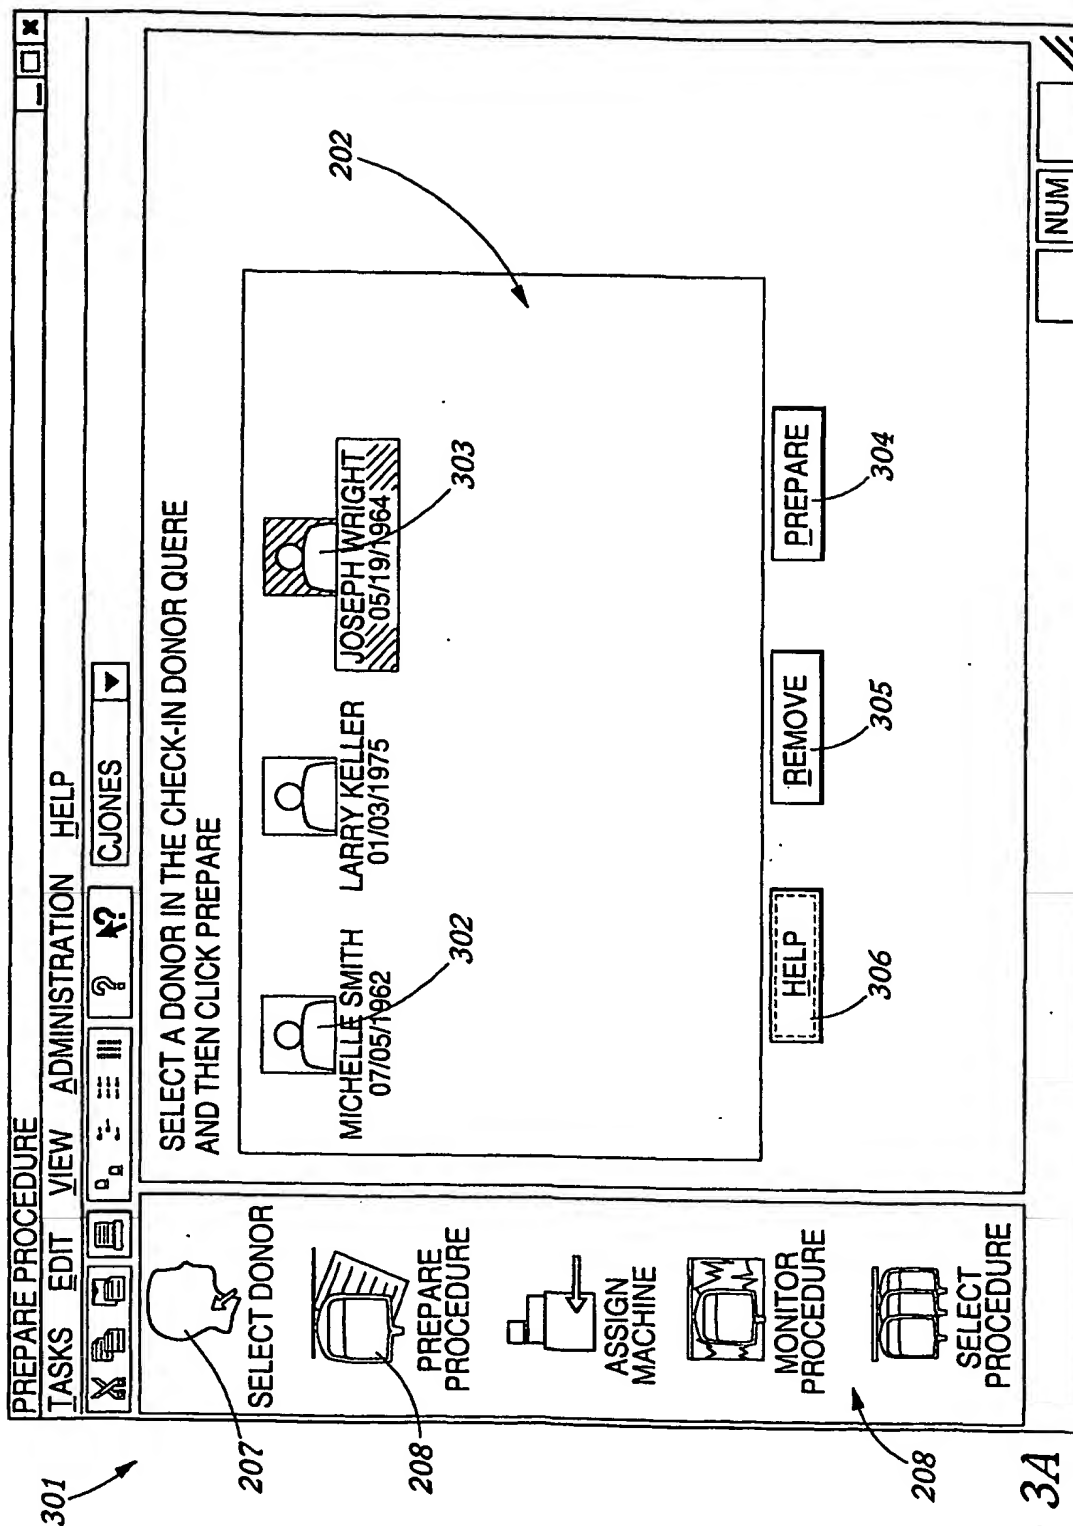 301
PREPARE PROCEDURE
TASKS EDIT VIEW ADMINISTRATION HELP
? ? CJONES
207
SELECT DONOR
208
PREPARE
PROCEDURE
ASSIGN
MACHINE
MONITOR
PROCEDURE
208
SELECT
PROCEDURE
SELECT A DONOR IN THE CHECK-IN DONOR QUERE
AND THEN CLICK PREPARE
202
MICHELLE SMITH
07/05/1962
302
LARRY KELLER
01/03/1975
JOSEPH WRIGHT
05/19/1964
303
HELP
306
REMOVE
305
PREPARE
304
NUM
3A